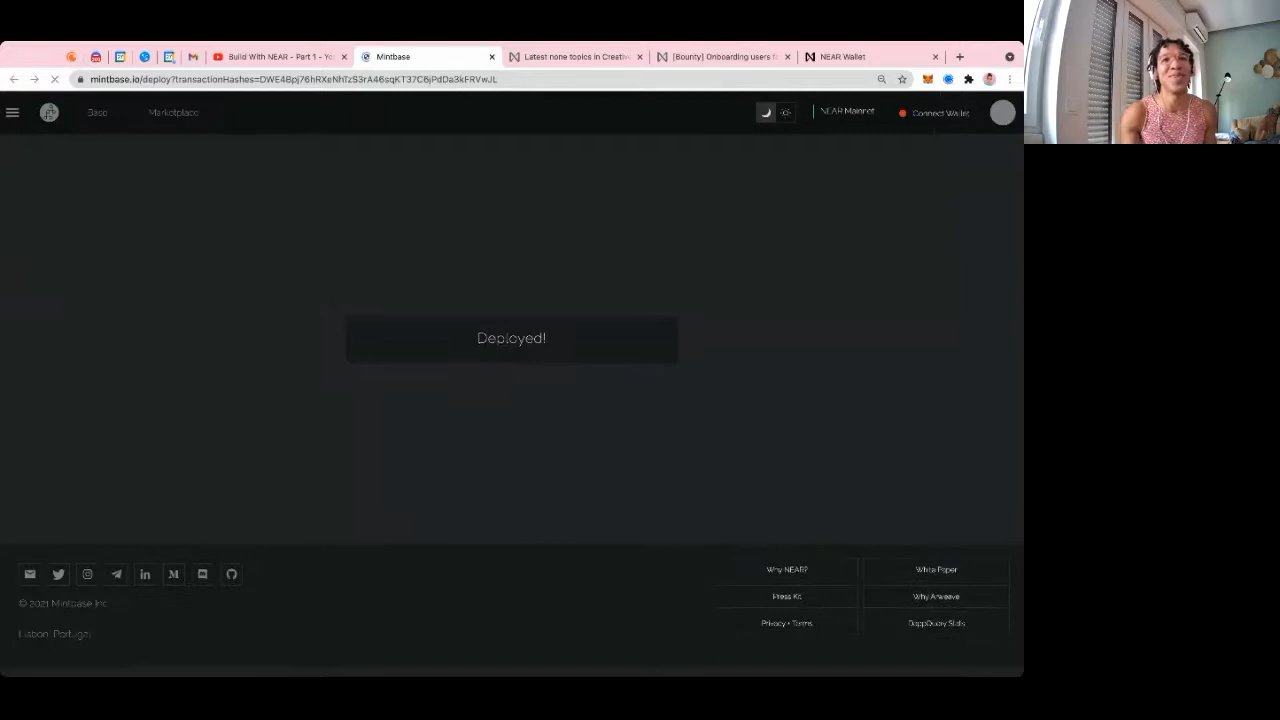 Build With NEAR - Part 1 - Yo
Mintbase
Latest none topics in Creativ
[Bounty] Onboarding users fo
NEAR Wallet
mintbase.io/deploy?transactionHashes=DWE4Bpj76hRXeNhTzS3rA46sqKT37C6jPdDa3kFRVwJL
Base
Marketplace
NEAR Mainnet
Connect Wallet
Deployed!
Why NEAR?
White Paper
Press Kit
Why Arweave
© 2021 Mintbase Inc
Privacy + Terms
DappQuery Stats
Lisbon, Portugal